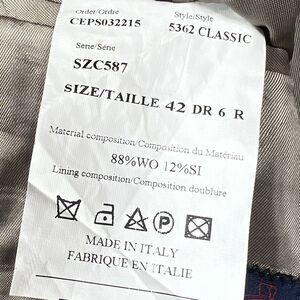 Order/Ordre
CEPS032215
Style/Style
5362 CLASSIC
Serie/Série
SZC587
SIZE/TAILLE 42 DR 6 R
Material composition/Composition du Matériau
88%WO 12%SI
Lining composition/Composition doublure
P
MADE IN ITALY
FABRIQUE EN ITALIE